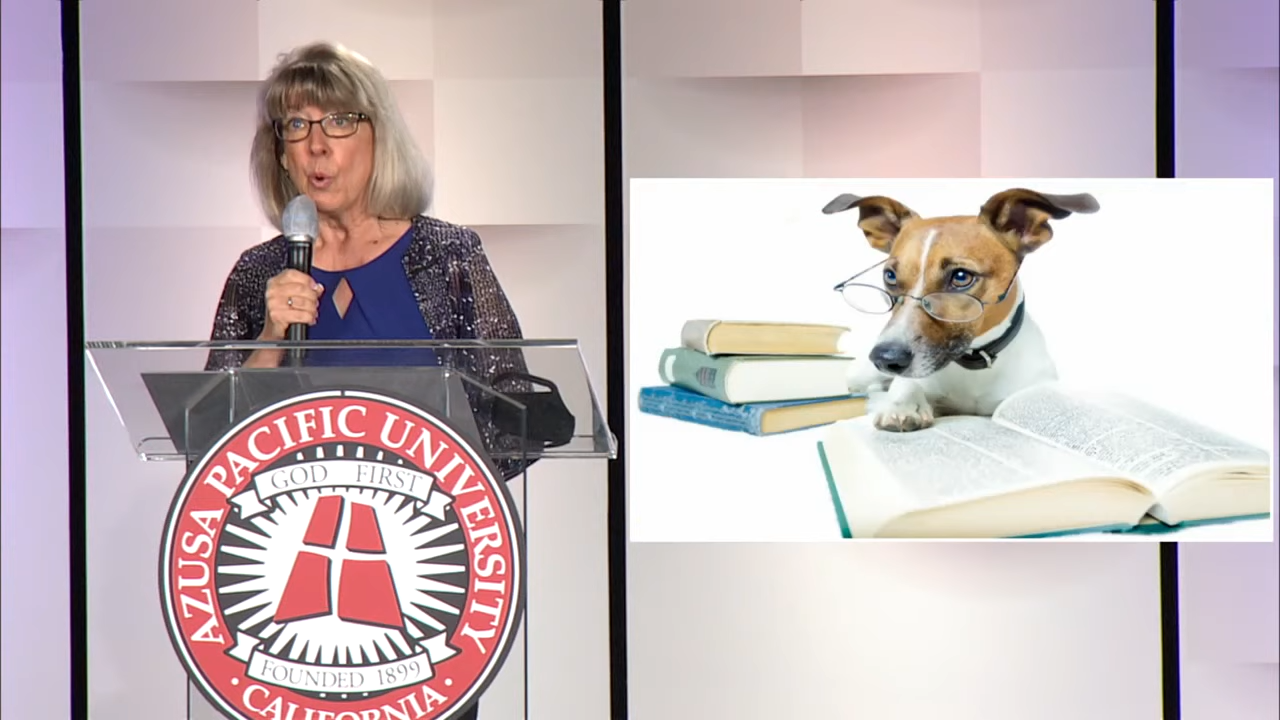 AZUSA PACIFIC UNIVERSITY
GOD FIRST
FOUNDED 1899
· CALIFORNIA ·